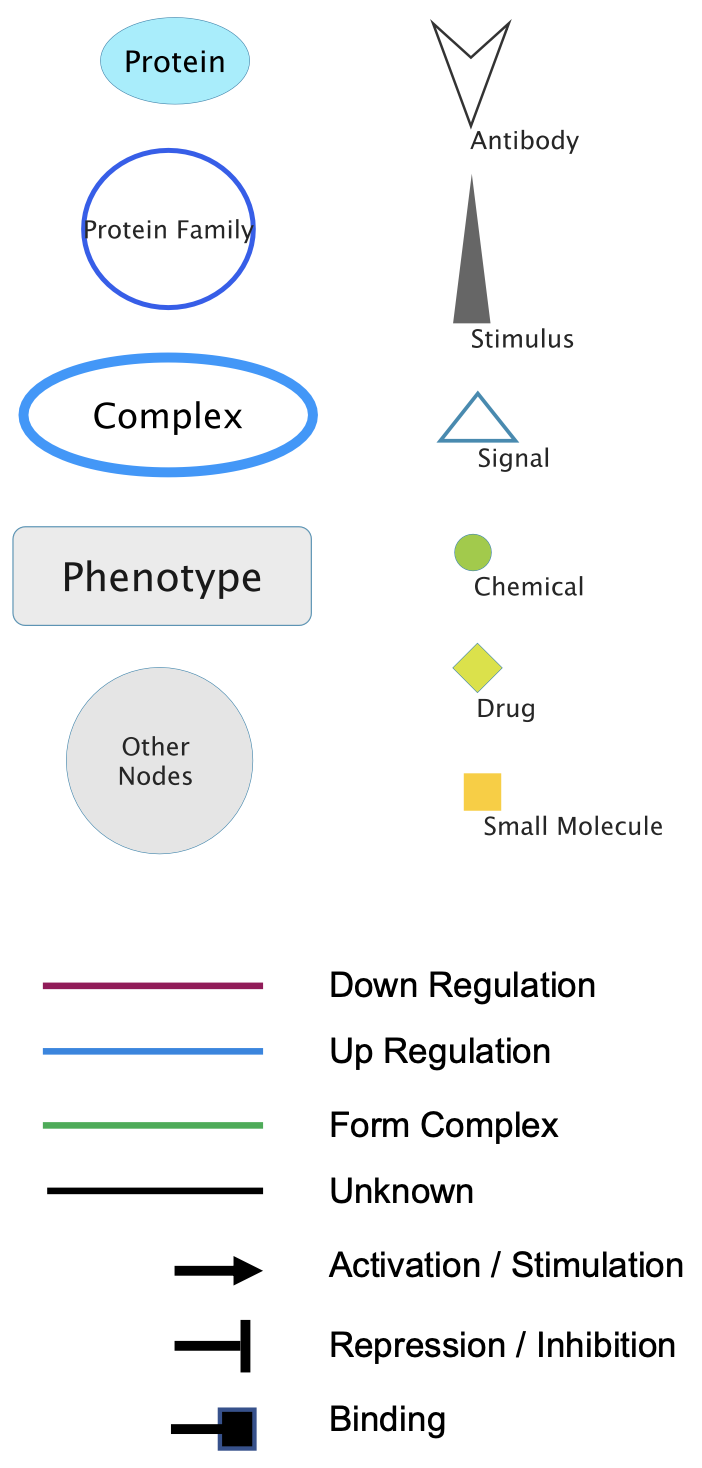 Protein
Antibody
Protein Family
Stimulus
Complex
Signal
Phenotype
Chemical
Drug
Other
Nodes
Small Molecule
Down Regulation
Up Regulation
Form Complex
Unknown
Activation / Stimulation
Repression / Inhibition
Binding